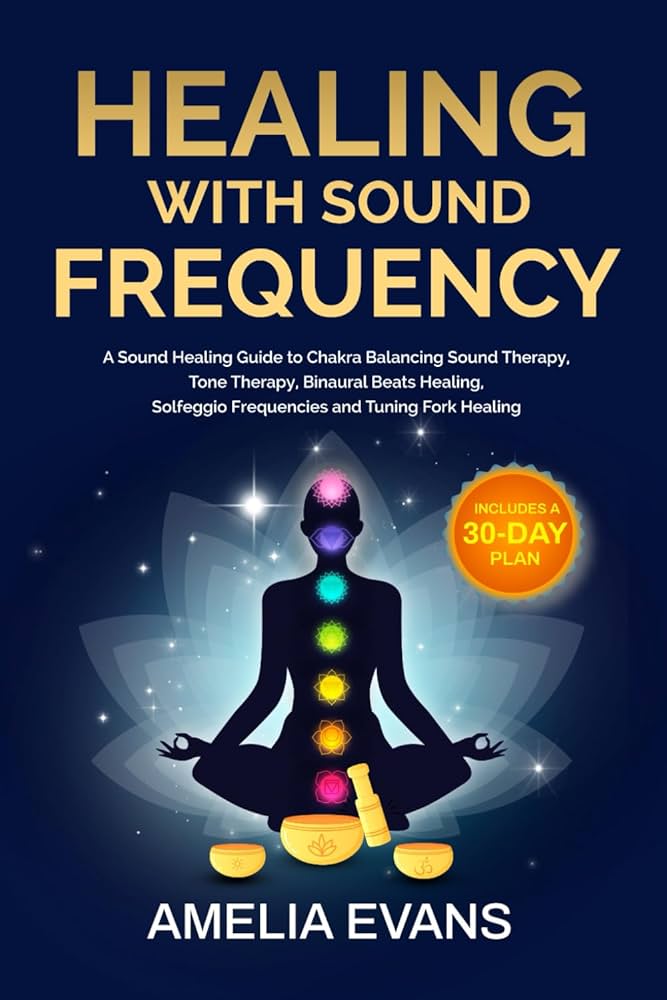 HEALING
WITH SOUND
FREQUENCY
A Sound Healing Guide to Chakra Balancing Sound Therapy,
Tone Therapy, Binaural Beats Healing,
Solfeggio Frequencies and Tuning Fork Healing
INCLUDES A
30-DAY
PLAN
ॐ
AMELIA EVANS